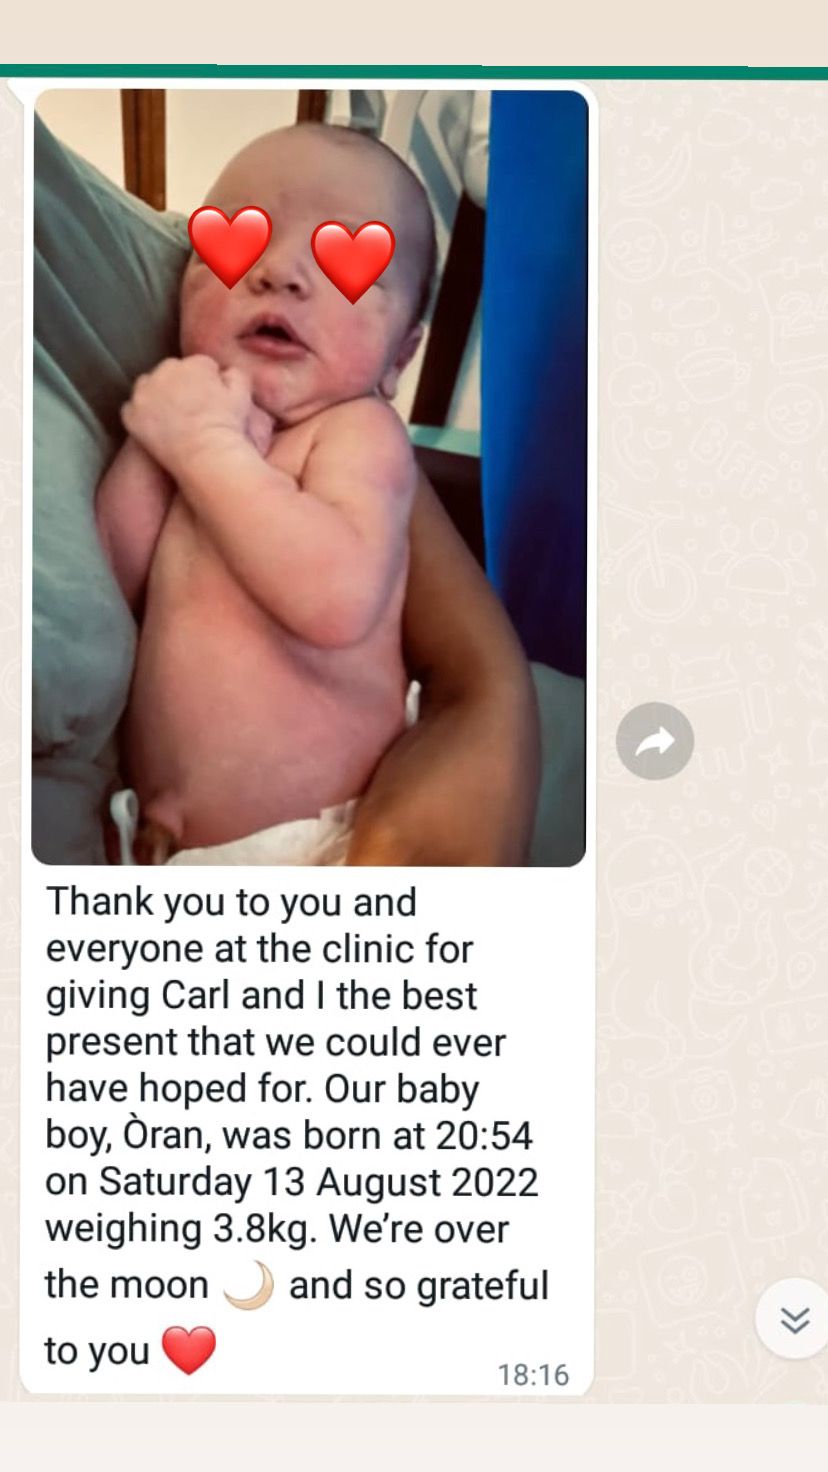 Thank you to you and
everyone at the clinic for
giving Carl and I the best
present that we could ever
have hoped for. Our baby
boy, Òran, was born at 20:54
on Saturday 13 August 2022
weighing 3.8kg. We’re over
the moon 🌙 and so grateful
to you ❤️
18:16